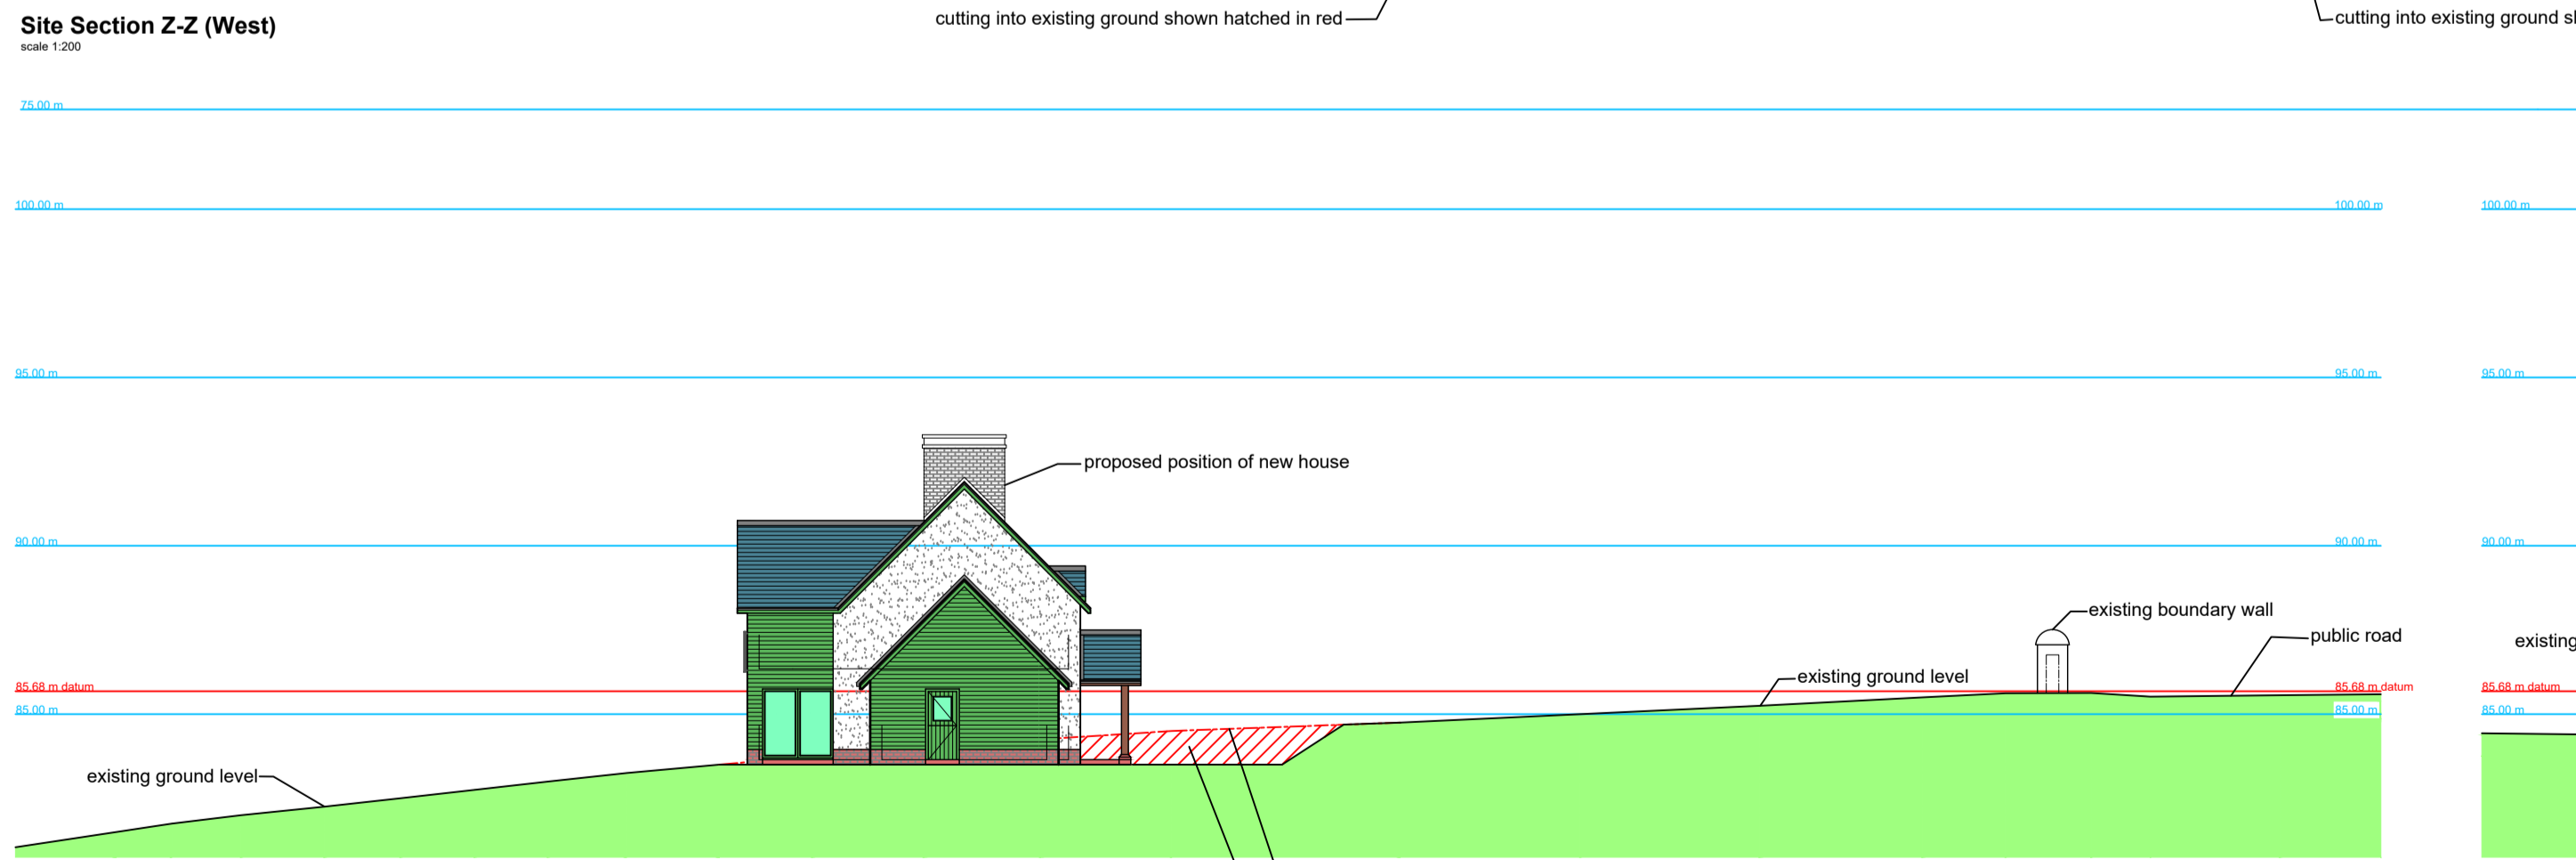 Site Section Z-Z (West)
scale 1:200
cutting into existing ground shown hatched in red
cutting into existing ground
75.00 m
100.00 m
100.00 m
100.00 m
95.00 m
95.00 m
95.00 m
proposed position of new house
90.00 m
90.00 m
90.00 m
existing boundary wall
public road
existing
existing ground level
85.68 m datum
85.68 m datum
85.68 m datum
85.00 m
85.00 m
85.00 m
existing ground level